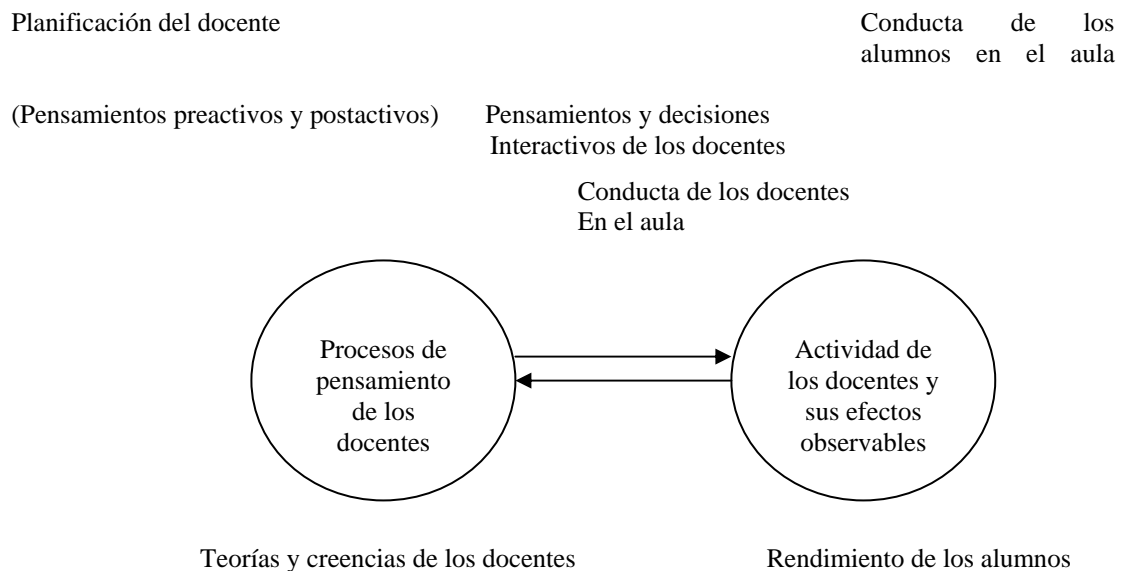 Planificación del docente
Conducta de los
alumnos en el aula
(Pensamientos preactivos y postactivos)
Pensamientos y decisiones
Interactivos de los docentes
Conducta de los docentes
En el aula
Procesos de
pensamiento
de los
docentes
Actividad de
los docentes y
sus efectos
observables
Teorías y creencias de los docentes
Rendimiento de los alumnos